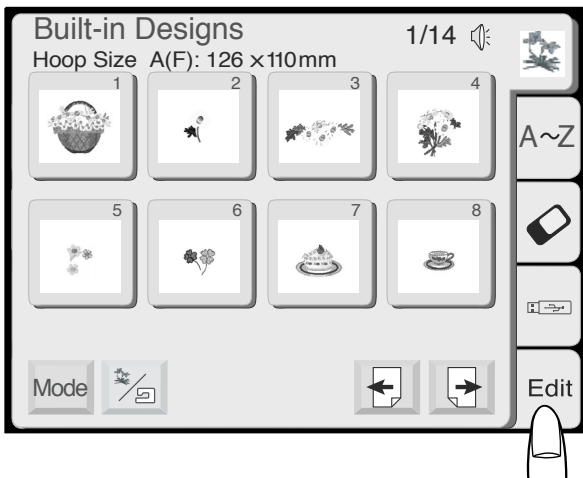 Built-in Designs 1/14
Hoop Size A(F): 126 ×110mm
1 2 3 4
A~Z
5 6 7 8
Mode
Edit